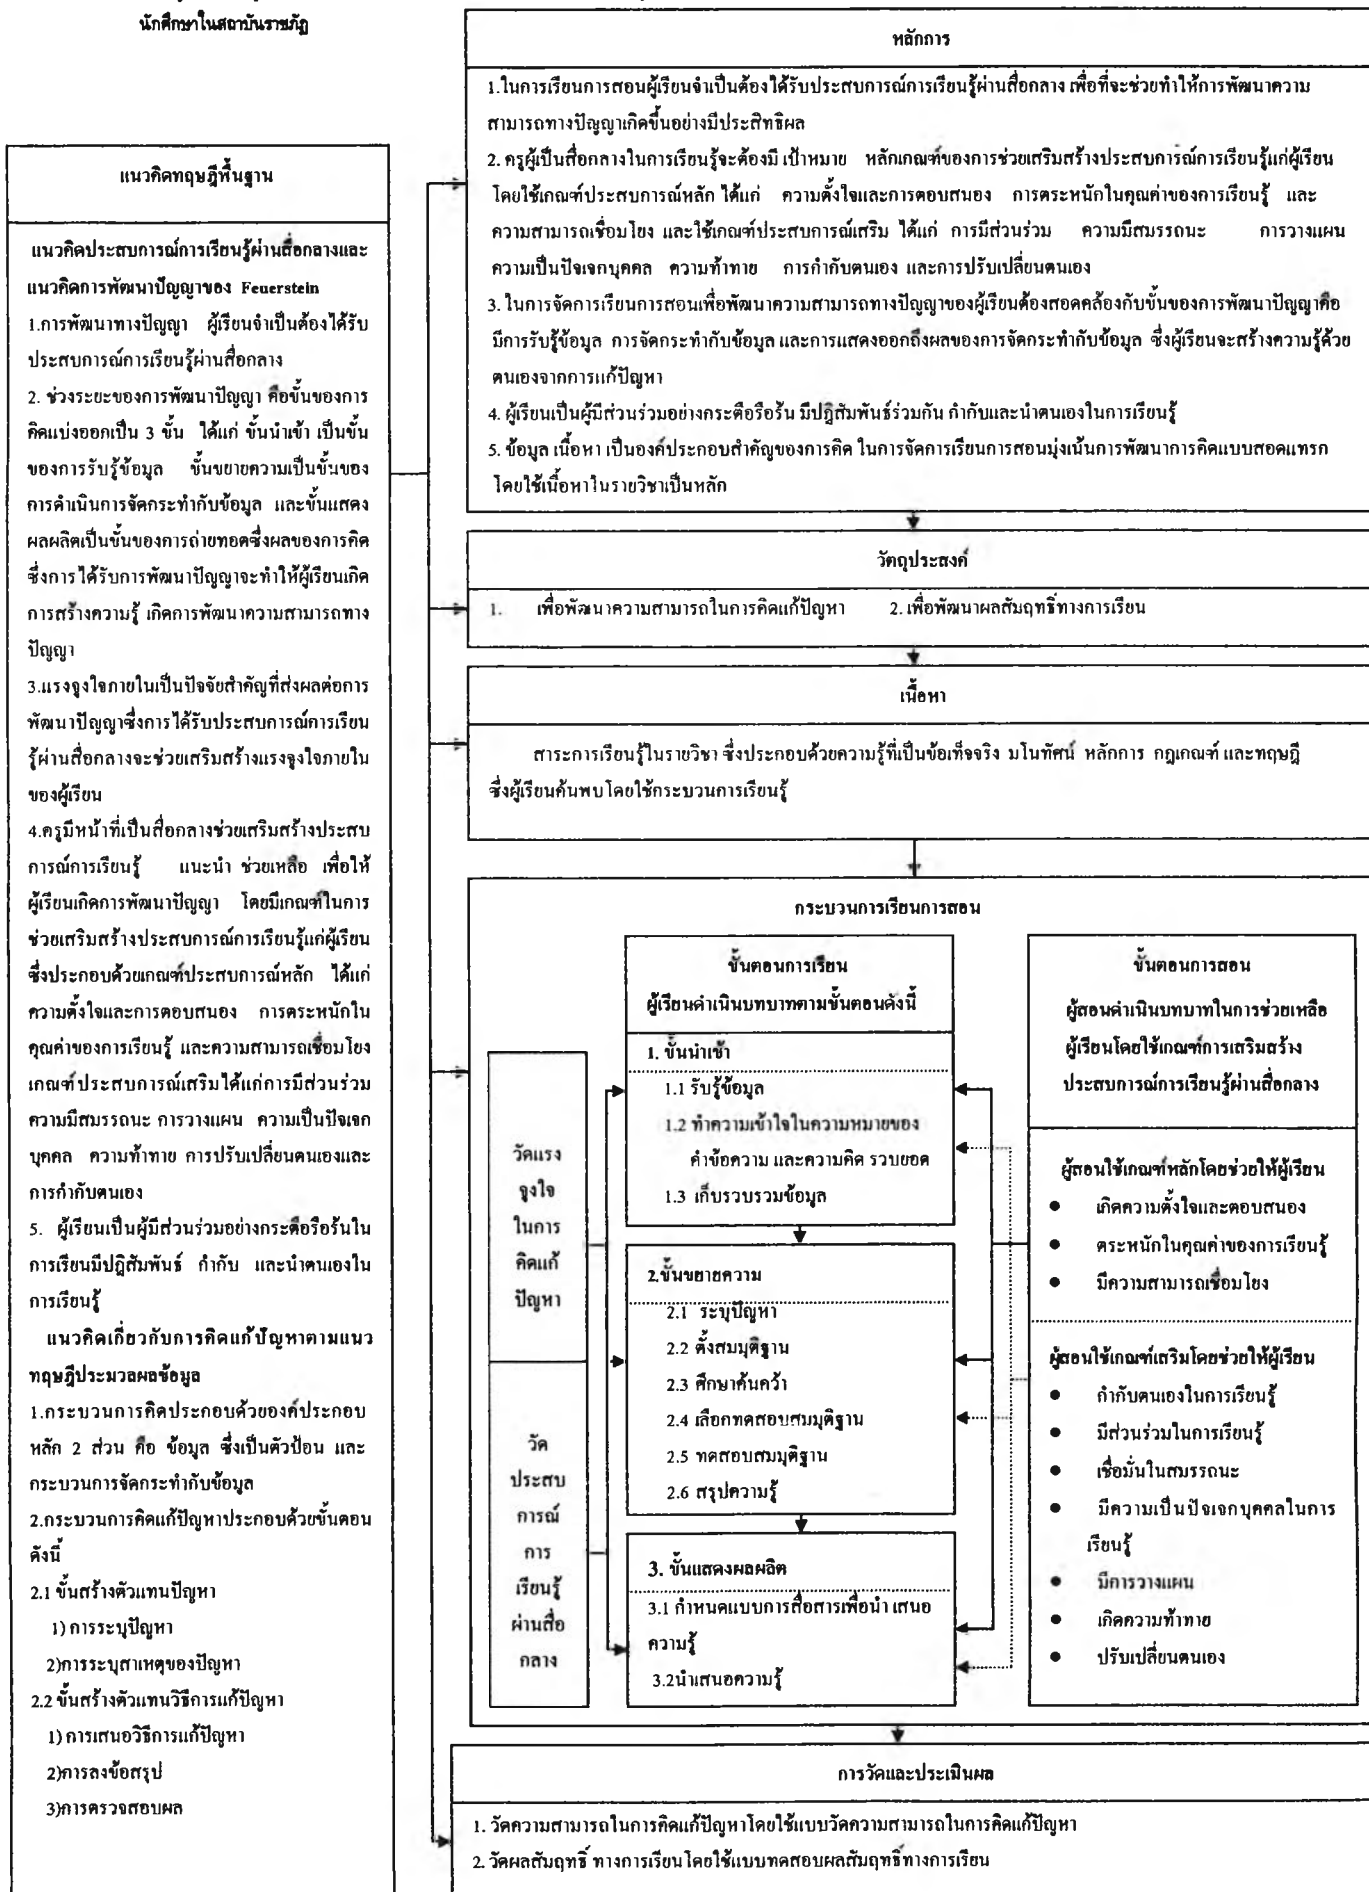 นักศึกษาในสถาบันราชภัฏ
แนวคิดทฤษฎีพื้นฐาน
แนวคิดประสบการณ์การเรียนรู้ผ่านสื่อกลางและ
แนวคิดการพัฒนาปัญญาของ Feuerstein
1.การพัฒนาทางปัญญา ผู้เรียนจำเป็นต้องได้รับ
ประสบการณ์การเรียนรู้ผ่านสื่อกลาง
2. ช่วงระยะของการพัฒนาปัญญา คือขั้นของการ
คิดแบ่งออกเป็น 3 ขั้น ได้แก่ ขั้นนำเข้า เป็นขั้น
ของการรับรู้ข้อมูล ขั้นขยายความเป็นขั้นของ
การดำเนินการจัดกระทำกับข้อมูล และขั้นแสดง
ผลผลิตเป็นขั้นของการถ่ายทอดซึ่งผลของการคิด
ซึ่งการได้รับการพัฒนาปัญญาจะทำให้ผู้เรียนเกิด
การสร้างความรู้ เกิดการพัฒนาความสามารถทาง
ปัญญา
3.แรงจูงใจภายในเป็นปัจจัยสำคัญที่ส่งผลต่อการ
พัฒนาปัญญาซึ่งการได้รับประสบการณ์การเรียน
รู้ผ่านสื่อกลางจะช่วยเสริมสร้างแรงจูงใจภายใน
ของผู้เรียน
4.ครูมีหน้าที่เป็นสื่อกลางช่วยเสริมสร้างประสบ
การณ์การเรียนรู้ แนะนำ ช่วยเหลือ เพื่อให้
ผู้เรียนเกิดการพัฒนาปัญญา โดยมีเกณฑ์ในการ
ช่วยเสริมสร้างประสบการณ์การเรียนรู้แก่ผู้เรียน
ซึ่งประกอบด้วยเกณฑ์ประสบการณ์หลัก ได้แก่
ความตั้งใจและการตอบสนอง การตระหนักใน
คุณค่าของการเรียนรู้ และความสามารถเชื่อมโยง
เกณฑ์ประสบการณ์เสริมได้แก่การมีส่วนร่วม
ความมีสมรรถนะ การวางแผน ความเป็นปัจเจก
บุคคล ความท้าทาย การปรับเปลี่ยนตนเองและ
การกำกับตนเอง
5. ผู้เรียนเป็นผู้มีส่วนร่วมอย่างกระตือรือร้นใน
การเรียนมีปฏิสัมพันธ์ กำกับ และนำตนเองใน
การเรียนรู้
แนวคิดเกี่ยวกับการคิดแก้ปัญหาตามแนว
ทฤษฎีประมวลผลข้อมูล
1.กระบวนการคิดประกอบด้วยองค์ประกอบ
หลัก 2 ส่วน คือ ข้อมูล ซึ่งเป็นตัวป้อน และ
กระบวนการจัดกระทำกับข้อมูล
2.กระบวนการคิดแก้ปัญหาประกอบด้วยขั้นตอน
ดังนี้
2.1 ขั้นสร้างตัวแทนปัญหา
1) การระบุปัญหา
2)การระบุสาเหตุของปัญหา
2.2 ขั้นสร้างตัวแทนวิธีการแก้ปัญหา
1) การเสนอวิธีการแก้ปัญหา
2)การลงข้อสรุป
3)การตรวจสอบผล
หลักการ
1.ในการเรียนการสอนผู้เรียนจำเป็นต้องได้รับประสบการณ์การเรียนรู้ผ่านสื่อกลาง เพื่อที่จะช่วยทำให้การพัฒนาความ
สามารถทางปัญญาเกิดขึ้นอย่างมีประสิทธิผล
2. ครูผู้เป็นสื่อกลางในการเรียนรู้จะต้องมี เป้าหมาย หลักเกณฑ์ของการช่วยเสริมสร้างประสบการณ์การเรียนรู้แก่ผู้เรียน
โดยใช้เกณฑ์ประสบการณ์หลัก ได้แก่ ความตั้งใจและการตอบสนอง การตระหนักในคุณค่าของการเรียนรู้ และ
ความสามารถเชื่อมโยง และใช้เกณฑ์ประสบการณ์เสริม ได้แก่ การมีส่วนร่วม ความมีสมรรถนะ การวางแผน
ความเป็นปัจเจกบุคคล ความท้าทาย การกำกับตนเอง และการปรับเปลี่ยนตนเอง
3. ในการจัดการเรียนการสอนเพื่อพัฒนาความสามารถทางปัญญาของผู้เรียนต้องสอดคล้องกับขั้นของการพัฒนาปัญญาคือ
มีการรับรู้ข้อมูล การจัดกระทำกับข้อมูล และการแสดงออกถึงผลของการจัดกระทำกับข้อมูล ซึ่งผู้เรียนจะสร้างความรู้ด้วย
ตนเองจากการแก้ปัญหา
4. ผู้เรียนเป็นผู้มีส่วนร่วมอย่างกระตือรือร้น มีปฏิสัมพันธ์ร่วมกัน กำกับและนำตนเองในการเรียนรู้
5. ข้อมูล เนื้อหา เป็นองค์ประกอบสำคัญของการคิด ในการจัดการเรียนการสอนมุ่งเน้นการพัฒนาการคิดแบบสอดแทรก
โดยใช้เนื้อหาในรายวิชาเป็นหลัก
วัตถุประสงค์
1. เพื่อพัฒนาความสามารถในการคิดแก้ปัญหา 2. เพื่อพัฒนาผลสัมฤทธิ์ทางการเรียน
เนื้อหา
สาระการเรียนรู้ในรายวิชา ซึ่งประกอบด้วยความรู้ที่เป็นข้อเท็จจริง มโนทัศน์ หลักการ กฎเกณฑ์ และทฤษฎี
ซึ่งผู้เรียนค้นพบโดยใช้กระบวนการเรียนรู้
กระบวนการเรียนการสอน
วัดแรง
จูงใจ
ในการ
คิดแก้
ปัญหา
วัด
ประสบ
การณ์
การ
เรียนรู้
ผ่านสื่อ
กลาง
ขั้นตอนการเรียน
ผู้เรียนดำเนินบทบาทตามขั้นตอนดังนี้
1. ขั้นนำเข้า
1.1 รับรู้ข้อมูล
1.2 ทำความเข้าใจในความหมายของ
คำข้อความ และความคิด รวบยอด
1.3 เก็บรวบรวมข้อมูล
2.ขั้นขยายความ
2.1 ระบุปัญหา
2.2 ตั้งสมมุติฐาน
2.3 ศึกษาค้นคว้า
2.4 เลือกทดสอบสมมุติฐาน
2.5 ทดสอบสมมุติฐาน
2.6 สรุปความรู้
3. ขั้นแสดงผลผลิต
3.1 กำหนดแบบการสื่อสารเพื่อนำ เสนอ
ความรู้
3.2นำเสนอความรู้
ขั้นตอนการสอน
ผู้สอนดำเนินบทบาทในการช่วยเหลือ
ผู้เรียนโดยใช้เกณฑ์การเสริมสร้าง
ประสบการณ์การเรียนรู้ผ่านสื่อกลาง
ผู้สอนใช้เกณฑ์หลักโดยช่วยให้ผู้เรียน
● เกิดความตั้งใจและตอบสนอง
● ตระหนักในคุณค่าของการเรียนรู้
● มีความสามารถเชื่อมโยง
ผู้สอนใช้เกณฑ์เสริมโดยช่วยให้ผู้เรียน
● กำกับตนเองในการเรียนรู้
● มีส่วนร่วมในการเรียนรู้
● เชื่อมั่นในสมรรถนะ
● มีความเป็นปัจเจกบุคคลในการ
เรียนรู้
● มีการวางแผน
● เกิดความท้าทาย
● ปรับเปลี่ยนตนเอง
การวัดและประเมินผล
1. วัดความสามารถในการคิดแก้ปัญหาโดยใช้แบบวัดความสามารถในการคิดแก้ปัญหา
2. วัดผลสัมฤทธิ์ ทางการเรียนโดยใช้แบบทดสอบผลสัมฤทธิ์ทางการเรียน